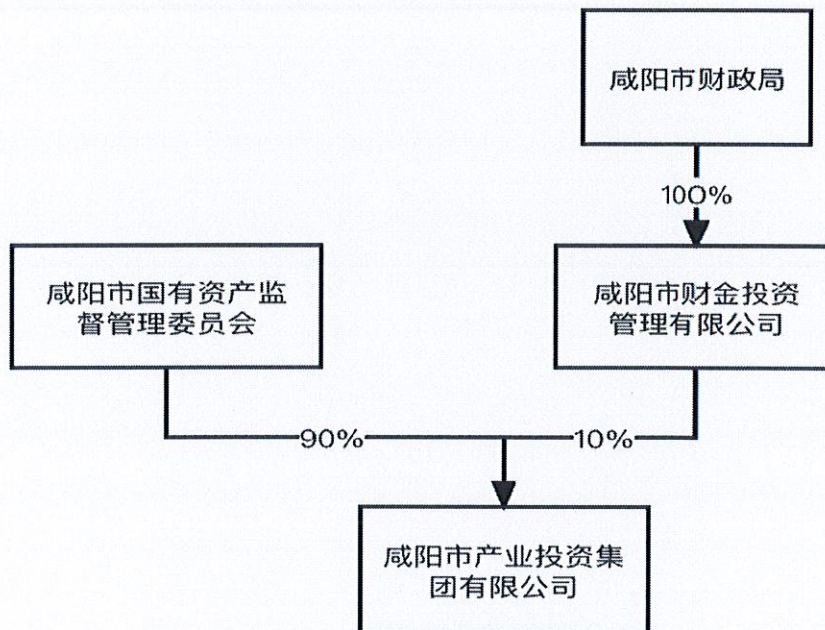 咸阳市财政局
100%
咸阳市国有资产监
督管理委员会
咸阳市财金投资
管理有限公司
90%
10%
咸阳市产业投资集
团有限公司